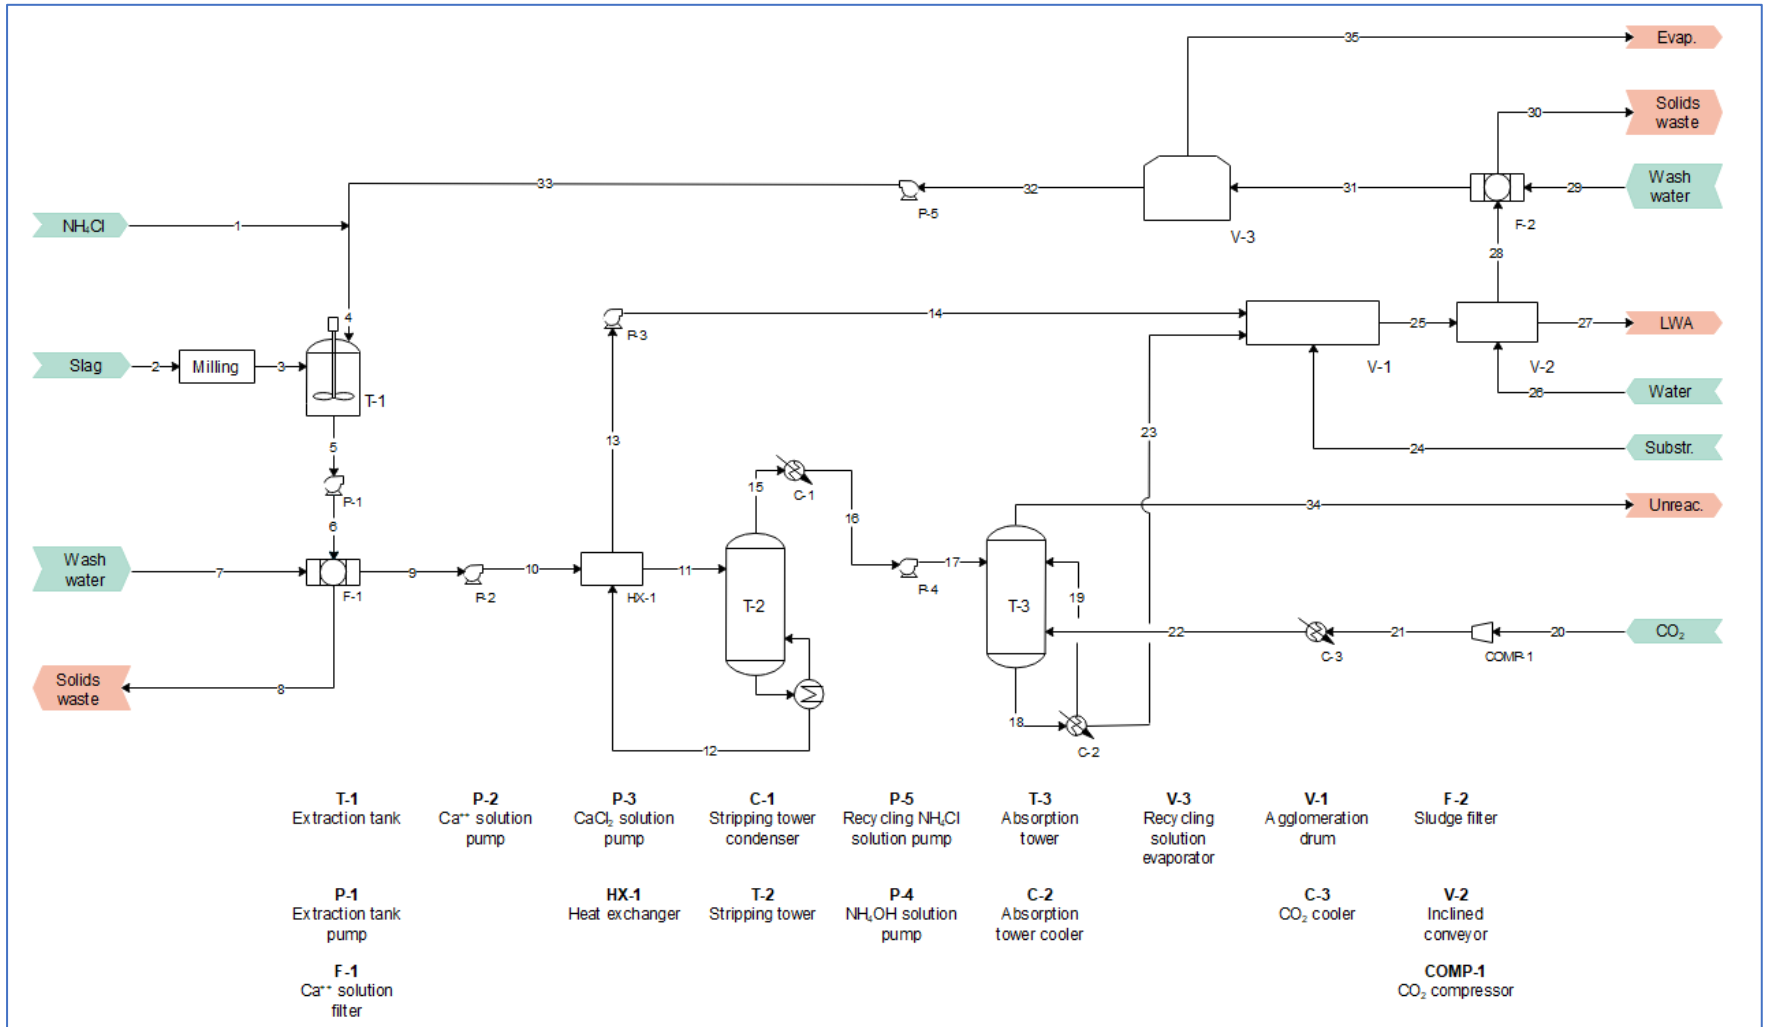 35
Evap.
30
Solids
waste
33
P-5
32
31
29
Wash
water
NH₄Cl
1
V-3
F-2
28
4
P-3
14
25
27
LWA
Slag
2
Milling
3
V-1
V-2
T-1
26
Water
5
13
23
24
Substr.
P-1
15
C-1
16
34
Unreac.
6
Wash
water
7
F-1
9
P-2
10
HX-1
11
T-2
17
P-4
T-3
19
22
C-3
21
COMP-1
20
CO₂
Solids
waste
8
12
18
C-2
T-1
Extraction tank
P-2
Ca⁺⁺ solution
pump
P-3
CaCl₂ solution
pump
C-1
Stripping tower
condenser
P-5
Recycling NH₄Cl
solution pump
T-3
Absorption
tower
V-3
Recycling
solution
evaporator
V-1
Agglomeration
drum
F-2
Sludge filter
P-1
Extraction tank
pump
HX-1
Heat exchanger
T-2
Stripping tower
P-4
NH₄OH solution
pump
C-2
Absorption
tower cooler
C-3
CO₂ cooler
V-2
Inclined
conveyor
F-1
Ca⁺⁺ solution
filter
COMP-1
CO₂ compressor